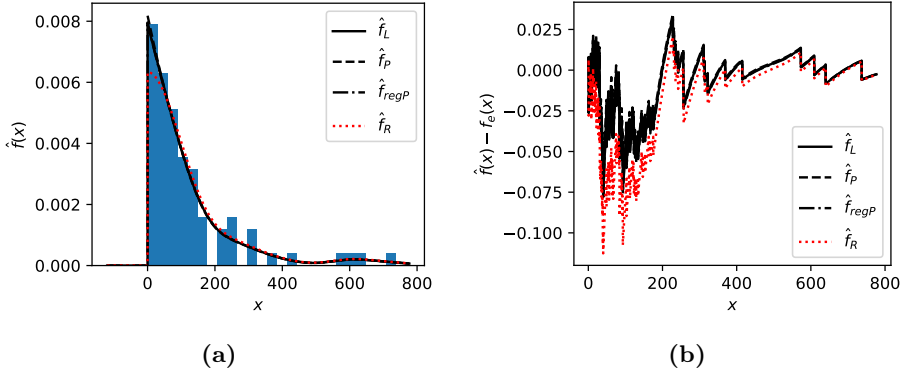 0.008
0.006
0.004
0.002
0.000
f̂(x)
0 200 400 600 800
x
f̂_L
f̂_P
f̂_regP
f̂_R
(a)
0.025
0.000
−0.025
−0.050
−0.075
−0.100
f̂(x) − f_e(x)
0 200 400 600 800
x
f̂_L
f̂_P
f̂_regP
f̂_R
(b)